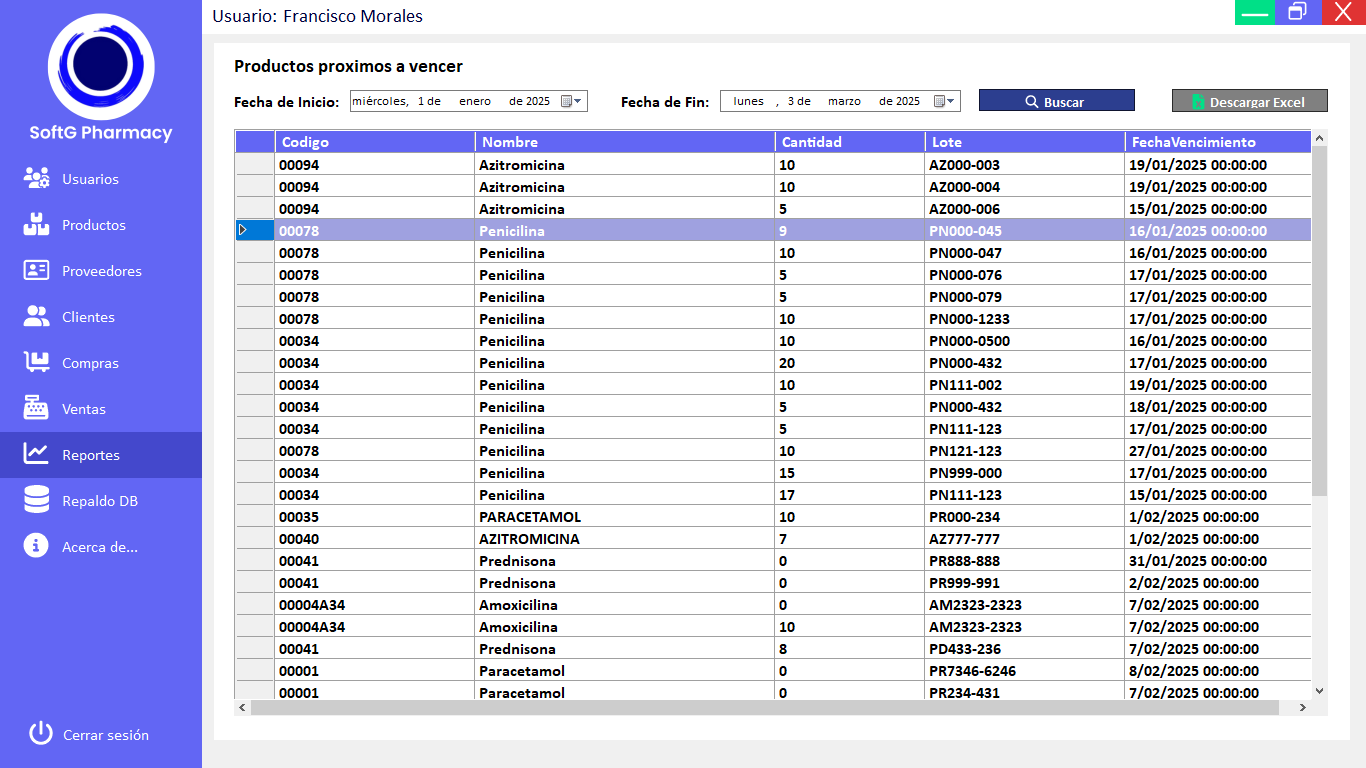 Usuario: Francisco Morales
SoftG Pharmacy
Usuarios
Productos
Proveedores
Clientes
Compras
Ventas
Reportes
Repaldo DB
Acerca de...
Cerrar sesión
Productos proximos a vencer
Fecha de Inicio: miércoles, 1 de enero de 2025 Fecha de Fin: lunes , 3 de marzo de 2025 Buscar Descargar Excel
Codigo Nombre Cantidad Lote FechaVencimiento
00094 Azitromicina 10 AZ000-003 19/01/2025 00:00:00
00094 Azitromicina 10 AZ000-004 19/01/2025 00:00:00
00094 Azitromicina 5 AZ000-006 15/01/2025 00:00:00
00078 Penicilina 9 PN000-045 16/01/2025 00:00:00
00078 Penicilina 10 PN000-047 16/01/2025 00:00:00
00078 Penicilina 5 PN000-076 17/01/2025 00:00:00
00078 Penicilina 5 PN000-079 17/01/2025 00:00:00
00078 Penicilina 10 PN000-1233 17/01/2025 00:00:00
00034 Penicilina 10 PN000-0500 16/01/2025 00:00:00
00034 Penicilina 20 PN000-432 17/01/2025 00:00:00
00034 Penicilina 10 PN111-002 19/01/2025 00:00:00
00034 Penicilina 5 PN000-432 18/01/2025 00:00:00
00034 Penicilina 5 PN111-123 17/01/2025 00:00:00
00078 Penicilina 10 PN121-123 27/01/2025 00:00:00
00034 Penicilina 15 PN999-000 17/01/2025 00:00:00
00034 Penicilina 17 PN111-123 15/01/2025 00:00:00
00035 PARACETAMOL 10 PR000-234 1/02/2025 00:00:00
00040 AZITROMICINA 7 AZ777-777 1/02/2025 00:00:00
00041 Prednisona 0 PR888-888 31/01/2025 00:00:00
00041 Prednisona 0 PR999-991 2/02/2025 00:00:00
00004A34 Amoxicilina 0 AM2323-2323 7/02/2025 00:00:00
00004A34 Amoxicilina 10 AM2323-2323 7/02/2025 00:00:00
00041 Prednisona 8 PD433-236 7/02/2025 00:00:00
00001 Paracetamol 0 PR7346-6246 8/02/2025 00:00:00
00001 Paracetamol 0 PR234-431 7/02/2025 00:00:00